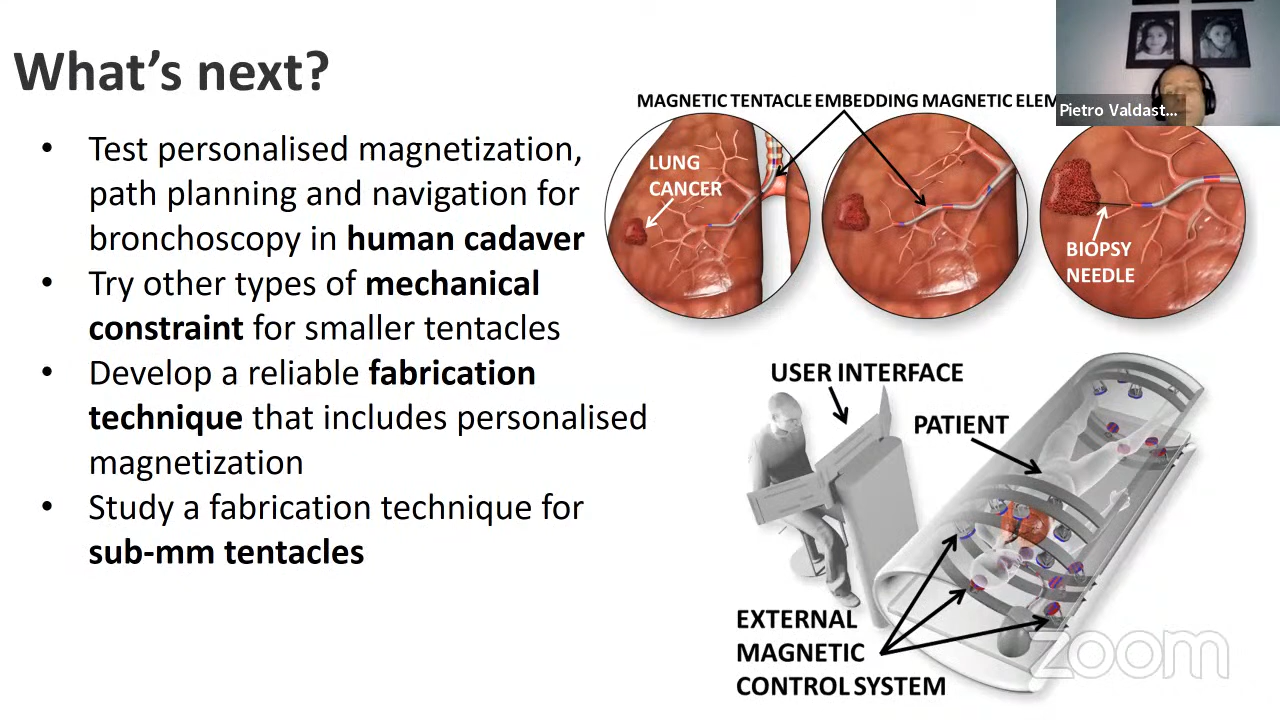 What's next?
• Test personalised magnetization,
path planning and navigation for
bronchoscopy in human cadaver
• Try other types of mechanical
constraint for smaller tentacles
• Develop a reliable fabrication
technique that includes personalised
magnetization
• Study a fabrication technique for
sub-mm tentacles
MAGNETIC TENTACLE EMBEDDING MAGNETIC ELEM
Pietro Valdast...
LUNG
CANCER
BIOPSY
NEEDLE
USER INTERFACE
PATIENT
EXTERNAL
MAGNETIC
CONTROL SYSTEM
zoom